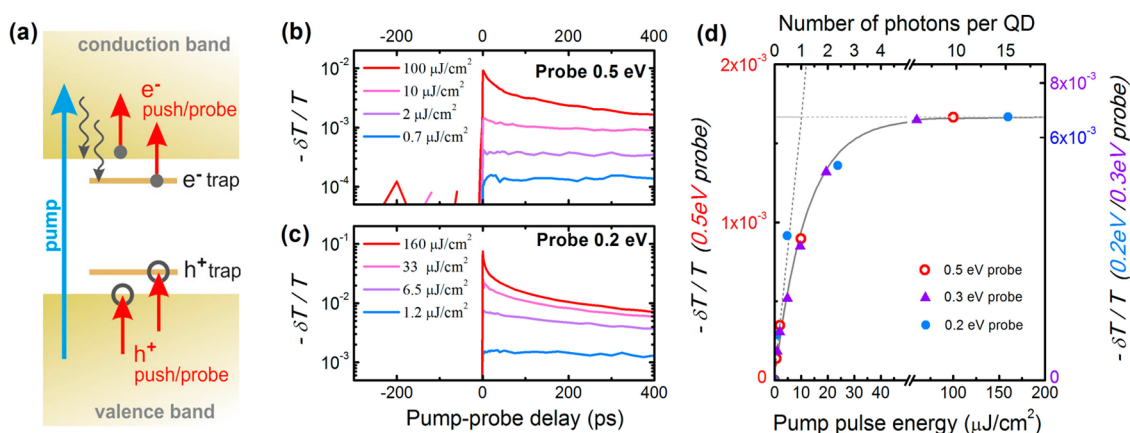 (a)
conduction band
e⁻
push/probe
e⁻ trap
pump
h⁺ trap
h⁺
push/probe
valence band
(b)
-200 0 200 400
Probe 0.5 eV
100 μJ/cm²
10 μJ/cm²
2 μJ/cm²
0.7 μJ/cm²
10⁻²
10⁻³
10⁻⁴
- δT / T
(c)
Probe 0.2 eV
160 μJ/cm²
33 μJ/cm²
6.5 μJ/cm²
1.2 μJ/cm²
10⁻¹
10⁻²
10⁻³
- δT / T
-200 0 200 400
Pump-probe delay (ps)
(d)
Number of photons per QD
0 1 2 3 4 10 15
2x10⁻³
1x10⁻³
0
- δT / T (0.5eV probe)
8x10⁻³
6x10⁻³
0
- δT / T (0.2eV /0.3eV probe)
0.5 eV probe
0.3 eV probe
0.2 eV probe
0 10 20 30 40 50 100 150 200
Pump pulse energy (μJ/cm²)